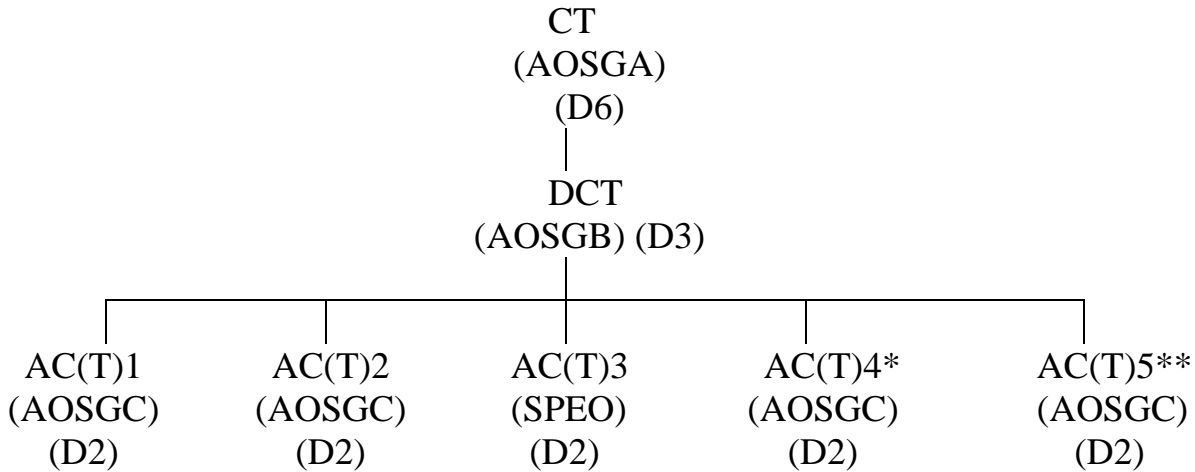 CT
(AOSGA)
(D6)
DCT
(AOSGB) (D3)
AC(T)1 AC(T)2 AC(T)3 AC(T)4* AC(T)5**
(AOSGC) (AOSGC) (SPEO) (AOSGC) (AOSGC)
(D2) (D2) (D2) (D2) (D2)